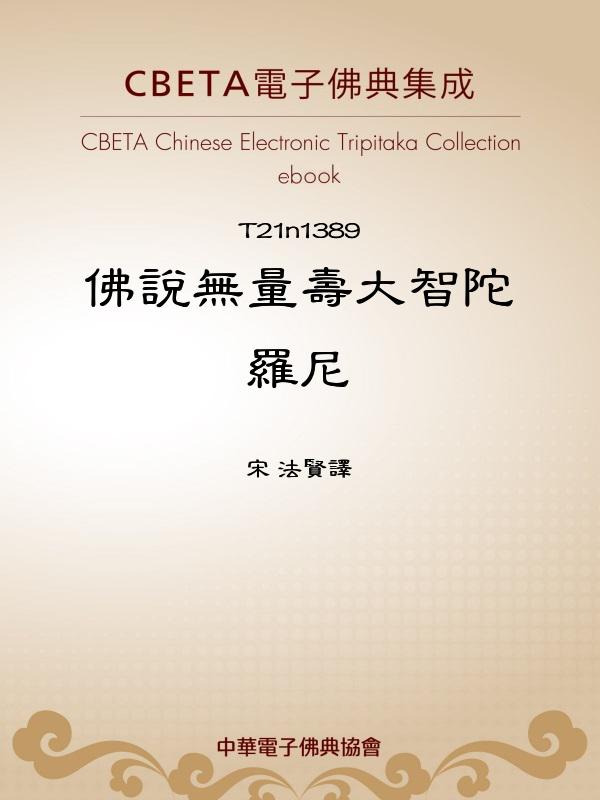 CBETA電子佛典集成
CBETA Chinese Electronic Tripitaka Collection
ebook
T21n1389
佛說無量壽大智陀
羅尼
宋 法賢譯
中華電子佛典協會